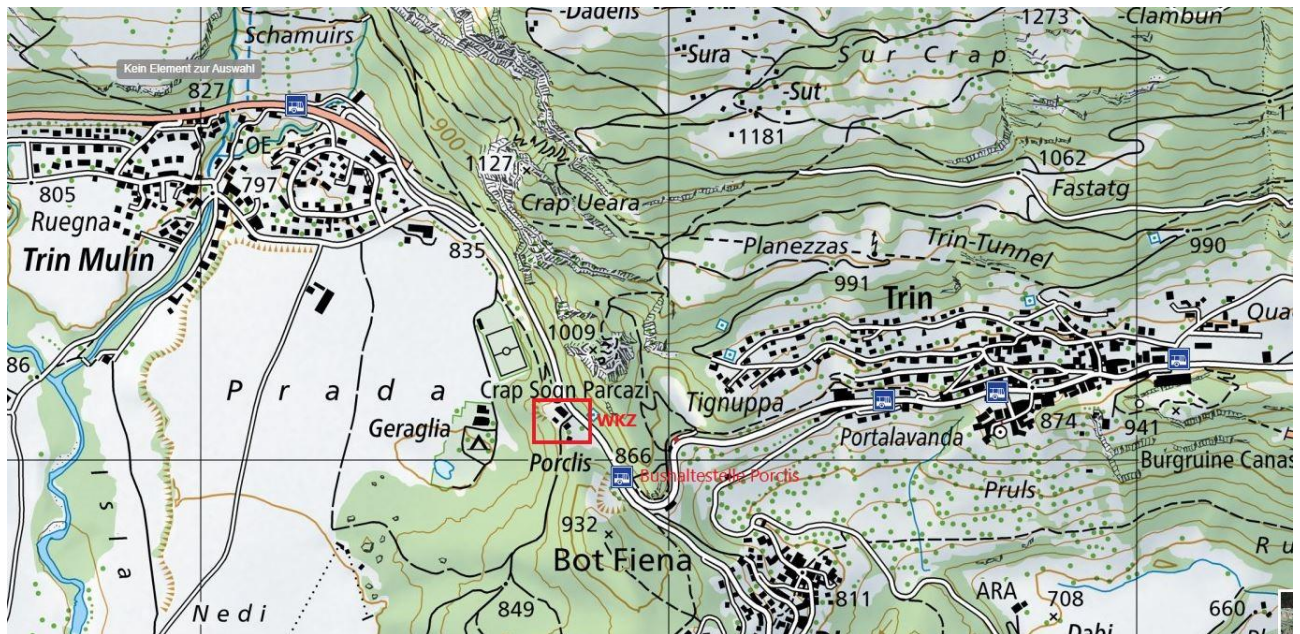 Schamuirs
-Dadens
1273
-Clambun
Kein Element zur Auswahl
-Sura
Sur Crap
827
-Sut
900
1181
OE
1127
1062
797
Fastatg
805
Ruegna
Crap Ueara
835
Planezzas
Trin-Tunnel
990
Trin Mulin
991
Trin
1009
86
Prada
Crap Sogn Parcazi
Tignuppa
WKZ
Geraglia
Portalavanda
874
941
Porclis
866
Burgruine Canas
Bushaltestelle Porclis
Isla
Pruls
932
Bot Fiena
ARA
811
708
660
849
Nedi